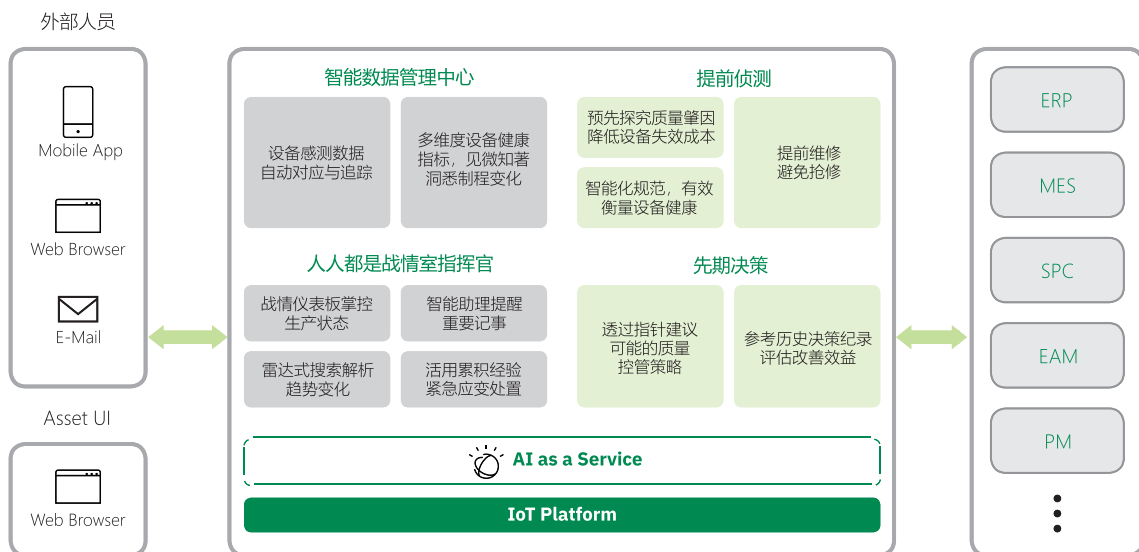 外部人员
Mobile App
Web Browser
E-Mail
Asset UI
Web Browser
智能数据管理中心
设备感测数据
自动对应与追踪
多维度设备健康
指标，见微知著
洞悉制程变化
提前侦测
预先探究质量肇因
降低设备失效成本
智能化规范，有效
衡量设备健康
提前维修
避免抢修
人人都是战情室指挥官
战情仪表板掌控
生产状态
智能助理提醒
重要记事
雷达式搜索解析
趋势变化
活用累积经验
紧急应变处置
先期决策
透过指针建议
可能的质量
控管策略
参考历史决策纪录
评估改善效益
AI as a Service
IoT Platform
ERP
MES
SPC
EAM
PM